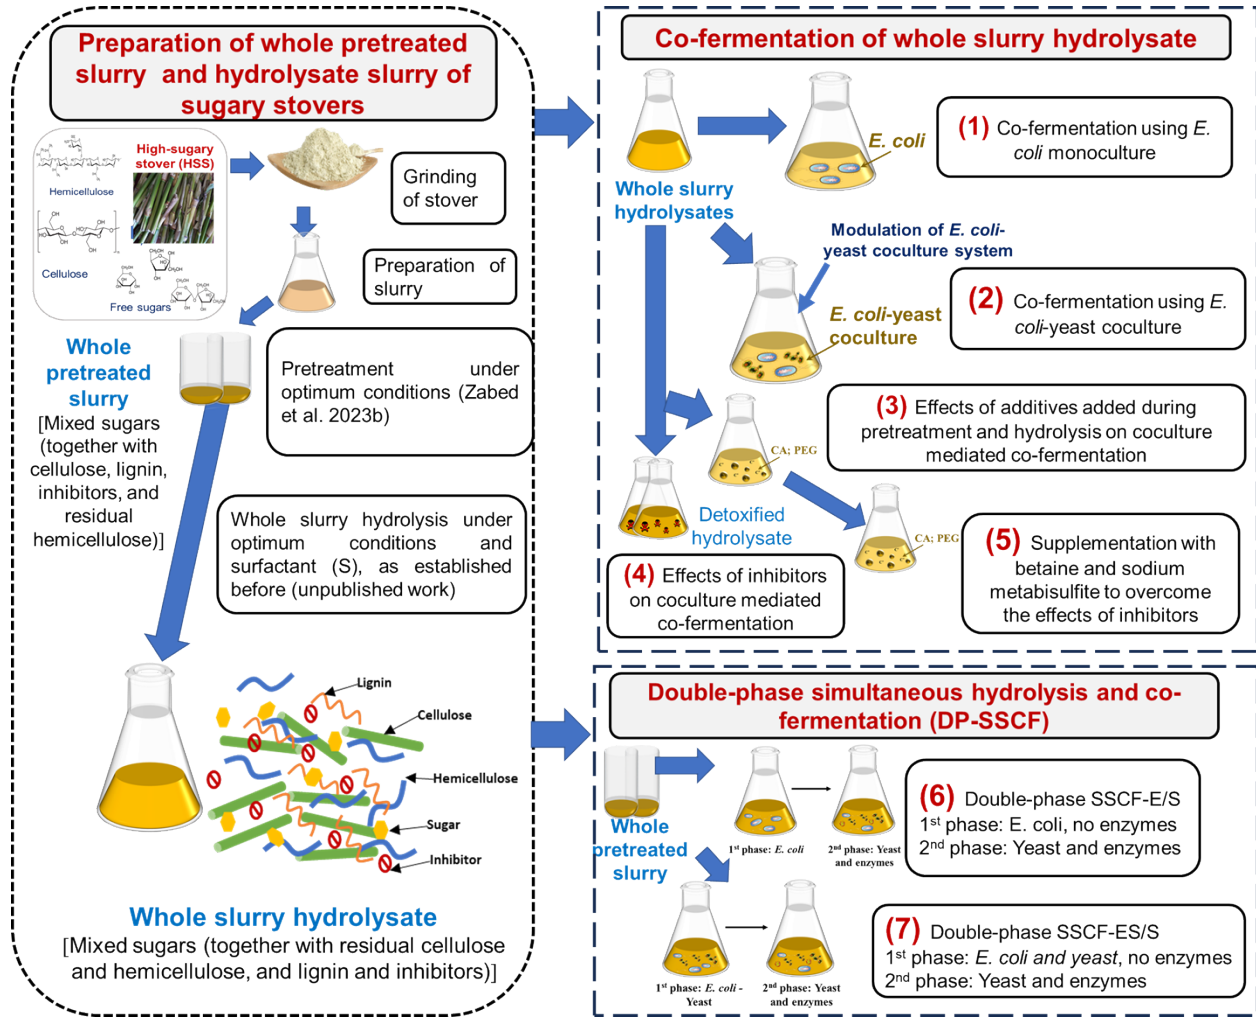 Preparation of whole pretreated
slurry and hydrolysate slurry of
sugary stovers
High-sugary
stover (HSS)
Hemicellulose
Cellulose
Free sugars
Grinding
of stover
Preparation of
slurry
Whole
pretreated
slurry
[Mixed sugars
(together with
cellulose, lignin,
inhibitors, and
residual
hemicellulose)]
Pretreatment under
optimum conditions (Zabed
et al. 2023b)
Whole slurry hydrolysis under
optimum conditions and
surfactant (S), as established
before (unpublished work)
Lignin
Cellulose
Hemicellulose
Sugar
Inhibitor
Whole slurry hydrolysate
[Mixed sugars (together with residual cellulose
and hemicellulose, and lignin and inhibitors)]
Co-fermentation of whole slurry hydrolysate
E. coli
(1) Co-fermentation using E.
coli monoculture
Whole slurry
hydrolysates
Modulation of E. coli-
yeast coculture system
E. coli-yeast
coculture
(2) Co-fermentation using E.
coli-yeast coculture
(3) Effects of additives added during
pretreatment and hydrolysis on coculture
mediated co-fermentation
CA; PEG
Detoxified
hydrolysate
CA; PEG
(4) Effects of inhibitors
on coculture mediated
co-fermentation
(5) Supplementation with
betaine and sodium
metabisulfite to overcome
the effects of inhibitors
Double-phase simultaneous hydrolysis and co-
fermentation (DP-SSCF)
Whole
pretreated
slurry
1st phase: E. coli
2nd phase: Yeast
and enzymes
(6) Double-phase SSCF-E/S
1st phase: E. coli, no enzymes
2nd phase: Yeast and enzymes
1st phase: E. coli -
Yeast
2nd phase: Yeast
and enzymes
(7) Double-phase SSCF-ES/S
1st phase: E. coli and yeast, no enzymes
2nd phase: Yeast and enzymes